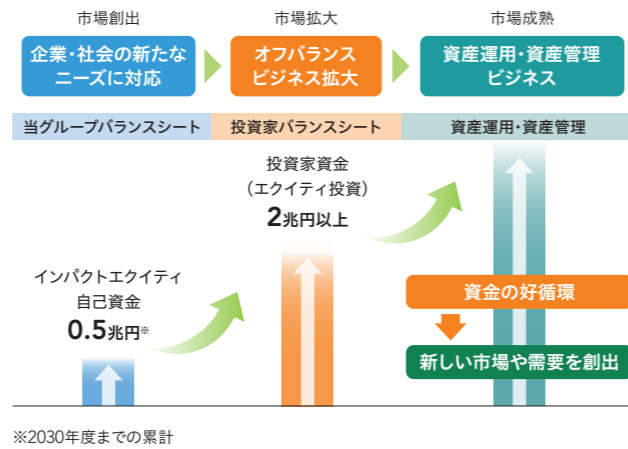 市場創出
市場拡大
市場成熟
企業・社会の新たな
ニーズに対応
オフバランス
ビジネス拡大
資産運用・資産管理
ビジネス
当グループバランスシート
投資家バランスシート
資産運用・資産管理
投資家資金
（エクイティ投資）
2兆円以上
インパクトエクイティ
自己資金
0.5兆円※
資金の好循環
新しい市場や需要を創出
※2030年度までの累計